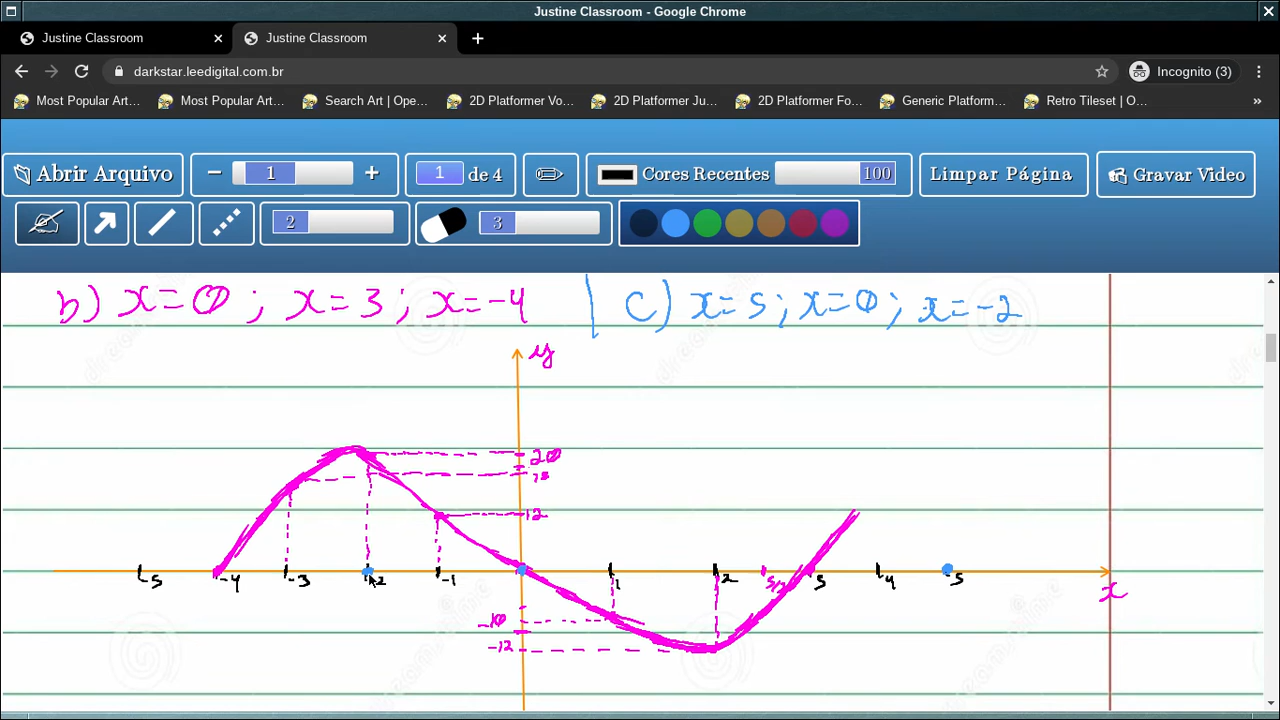 Justine Classroom - Google Chrome
Justine Classroom
Justine Classroom
darkstar.leedigital.com.br
Incognito (3)
Most Popular Art…
Most Popular Art…
Search Art | Ope…
2D Platformer Vo…
2D Platformer Ju…
2D Platformer Fo…
Generic Platform…
Retro Tileset | O…
Abrir Arquivo
1
1 de 4
Cores Recentes
100
Limpar Página
Gravar Video
2
3
b) x=0 ; x=3 ; x=-4
c) x=5 ; x=0 ; x=-2
y
20
18
12
-5 -4 -3 -2 -1 1 2 5/2 3 4 5
x
-10
-12